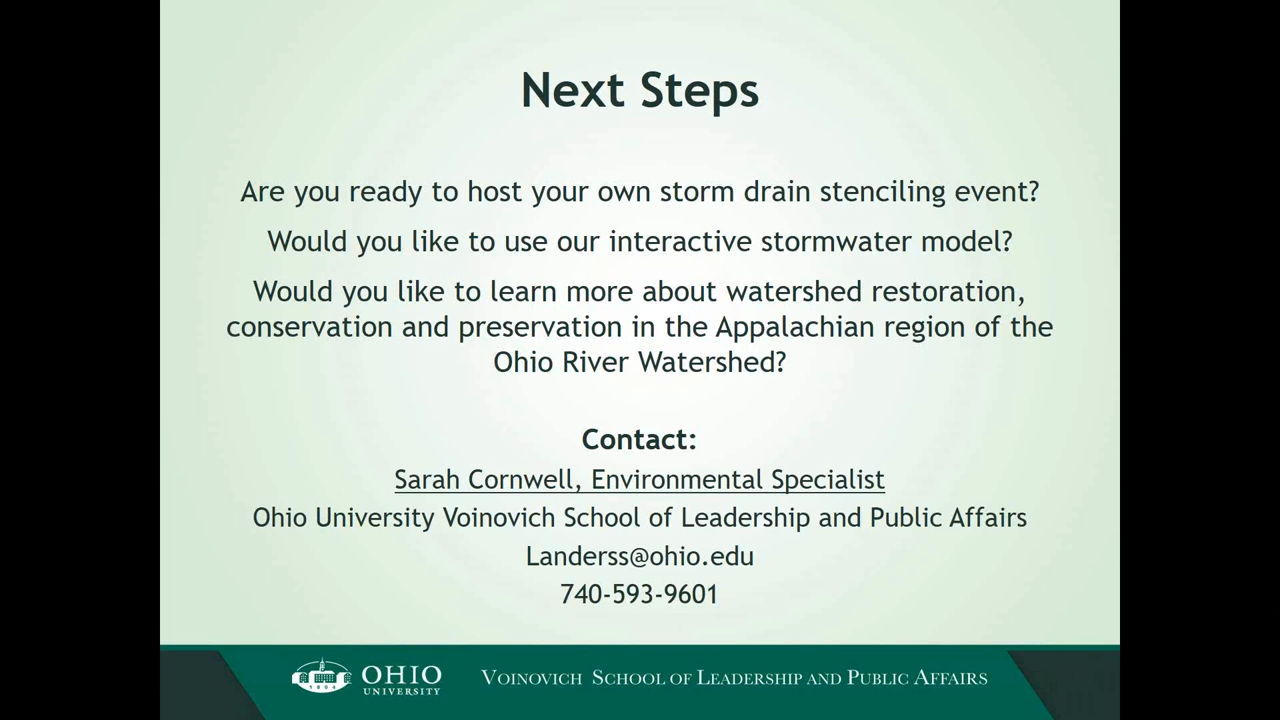 Next Steps
Are you ready to host your own storm drain stenciling event?
Would you like to use our interactive stormwater model?
Would you like to learn more about watershed restoration,
conservation and preservation in the Appalachian region of the
Ohio River Watershed?
Contact:
Sarah Cornwell, Environmental Specialist
Ohio University Voinovich School of Leadership and Public Affairs
Landerss@ohio.edu
740-593-9601
1804
OHIO
UNIVERSITY
VOINOVICH SCHOOL OF LEADERSHIP AND PUBLIC AFFAIRS